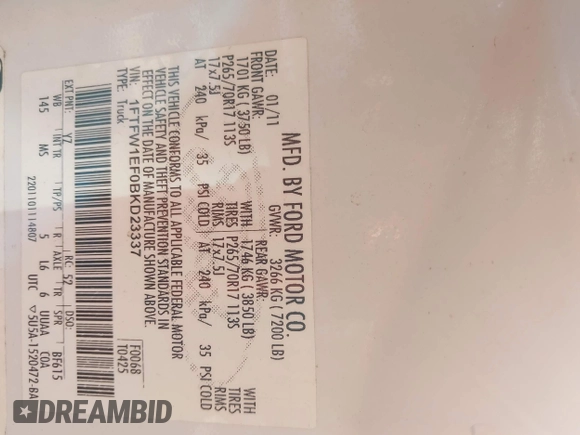 MFD. BY FORD MOTOR CO.
DATE: 01/11 GVWR: 3266 KG ( 7200 LB)
FRONT GAWR: REAR GAWR:
1701 KG ( 3750 LB) WITH 1746 KG ( 3850 LB) WITH
P265/70R17 113S TIRES P265/70R17 113S TIRES
17x7.5J RIMS 17x7.5J RIMS
AT 240 kPa/ 35 PSI COLD AT 240 kPa/ 35 PSI COLD
THIS VEHICLE CONFORMS TO ALL APPLICABLE FEDERAL MOTOR
VEHICLE SAFETY AND THEFT PREVENTION STANDARDS IN
EFFECT ON THE DATE OF MANUFACTURE SHOWN ABOVE.
VIN: 1FTFW1EF0BKD23337 F0068
TYPE: Truck T0425
EXT PNT: YZ RC: 52 DSO:
WB INT TR TP/PS R AXLE TR SPR BF615
145 MS 5 L6 6 UUAA COA
2201101114807 UTC 5U5A-1520472-BA
DREAMBID